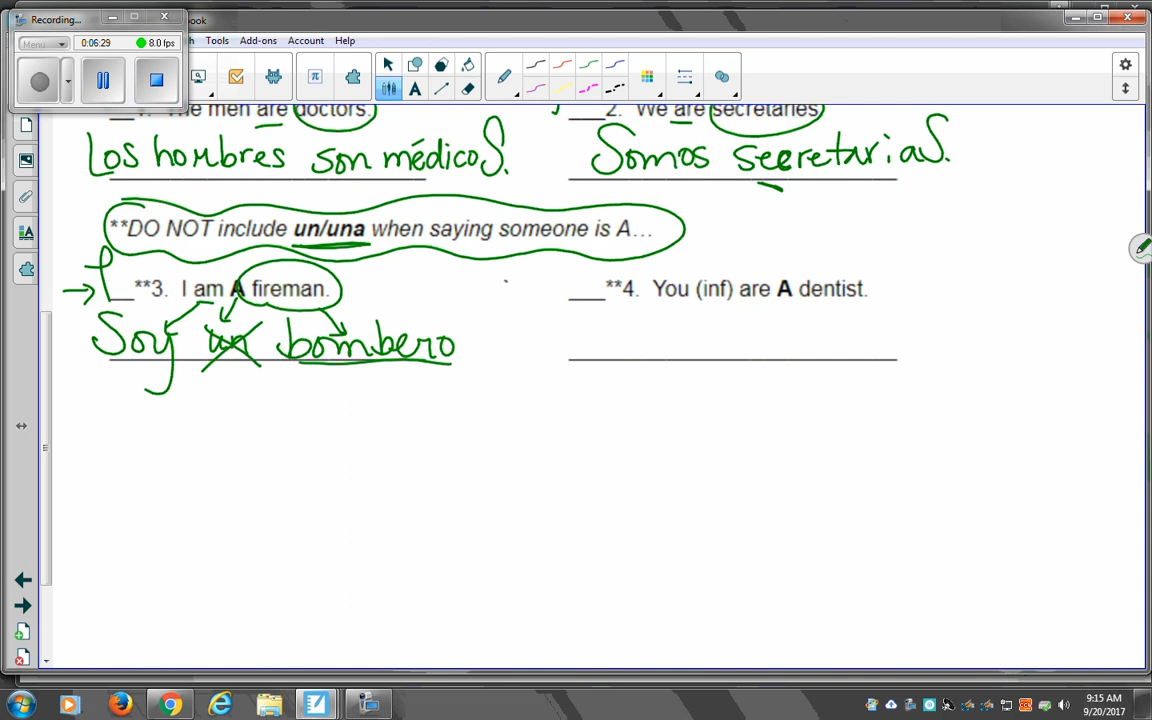 Recording...
book
Menu
0:06:29
8.0 fps
Tools Add-ons Account Help
The men are doctors.
2. We are secretaries
Los hombres son médicoS.
Somos secretariaS.
**DO NOT include un/una when saying someone is A...
**3. I am A fireman.
**4. You (inf) are A dentist.
Soy un bombero
9:15 AM
9/20/2017